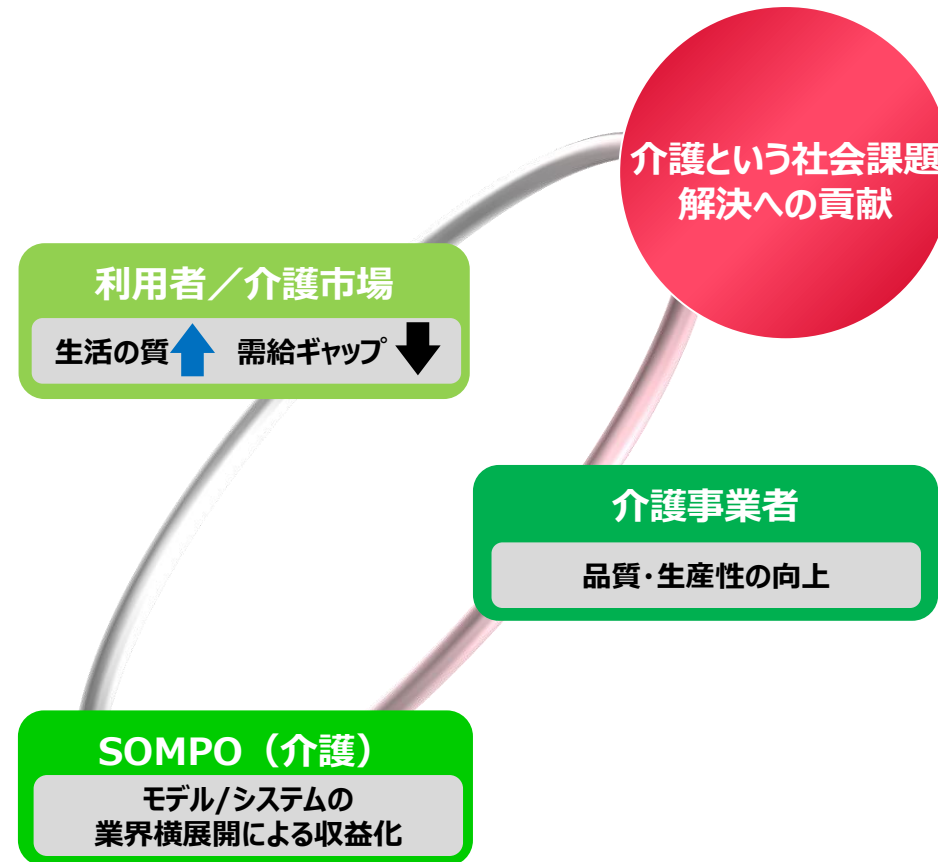 介護という社会課題
解決への貢献
利用者／介護市場
生活の質 需給ギャップ
介護事業者
品質･生産性の向上
SOMPO（介護）
モデル/システムの
業界横展開による収益化